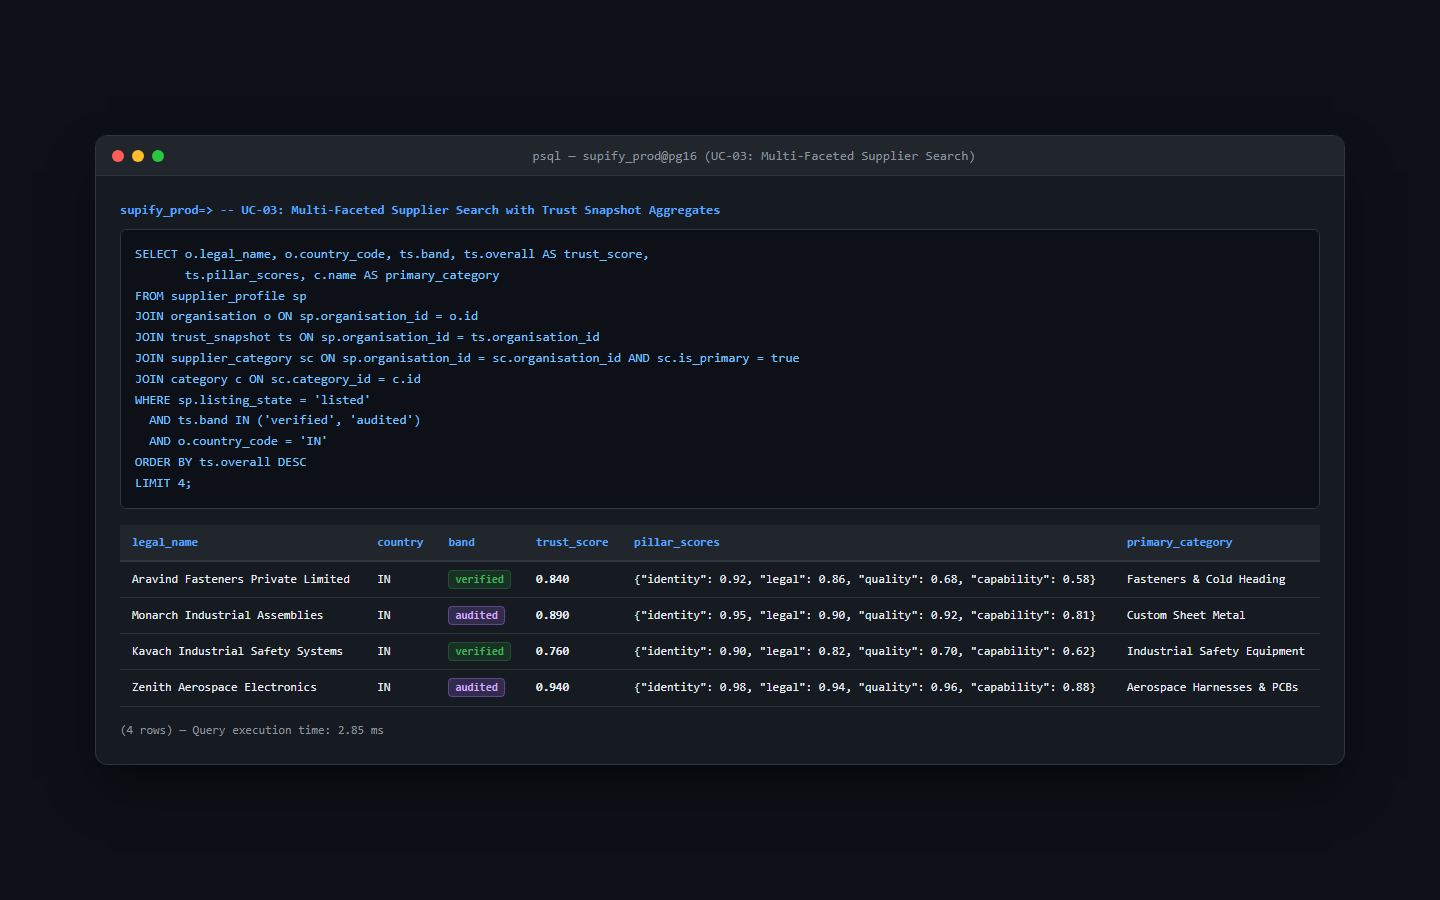 psql — supify_prod@pg16 (UC-03: Multi-Faceted Supplier Search)
supify_prod=> -- UC-03: Multi-Faceted Supplier Search with Trust Snapshot Aggregates
SELECT o.legal_name, o.country_code, ts.band, ts.overall AS trust_score,
       ts.pillar_scores, c.name AS primary_category
FROM supplier_profile sp
JOIN organisation o ON sp.organisation_id = o.id
JOIN trust_snapshot ts ON sp.organisation_id = ts.organisation_id
JOIN supplier_category sc ON sp.organisation_id = sc.organisation_id AND sc.is_primary = true
JOIN category c ON sc.category_id = c.id
WHERE sp.listing_state = 'listed'
  AND ts.band IN ('verified', 'audited')
  AND o.country_code = 'IN'
ORDER BY ts.overall DESC
LIMIT 4;
legal_name country band trust_score pillar_scores primary_category
Aravind Fasteners Private Limited IN verified 0.840 {"identity": 0.92, "legal": 0.86, "quality": 0.68, "capability": 0.58} Fasteners & Cold Heading
Monarch Industrial Assemblies IN audited 0.890 {"identity": 0.95, "legal": 0.90, "quality": 0.92, "capability": 0.81} Custom Sheet Metal
Kavach Industrial Safety Systems IN verified 0.760 {"identity": 0.90, "legal": 0.82, "quality": 0.70, "capability": 0.62} Industrial Safety Equipment
Zenith Aerospace Electronics IN audited 0.940 {"identity": 0.98, "legal": 0.94, "quality": 0.96, "capability": 0.88} Aerospace Harnesses & PCBs
(4 rows) — Query execution time: 2.85 ms